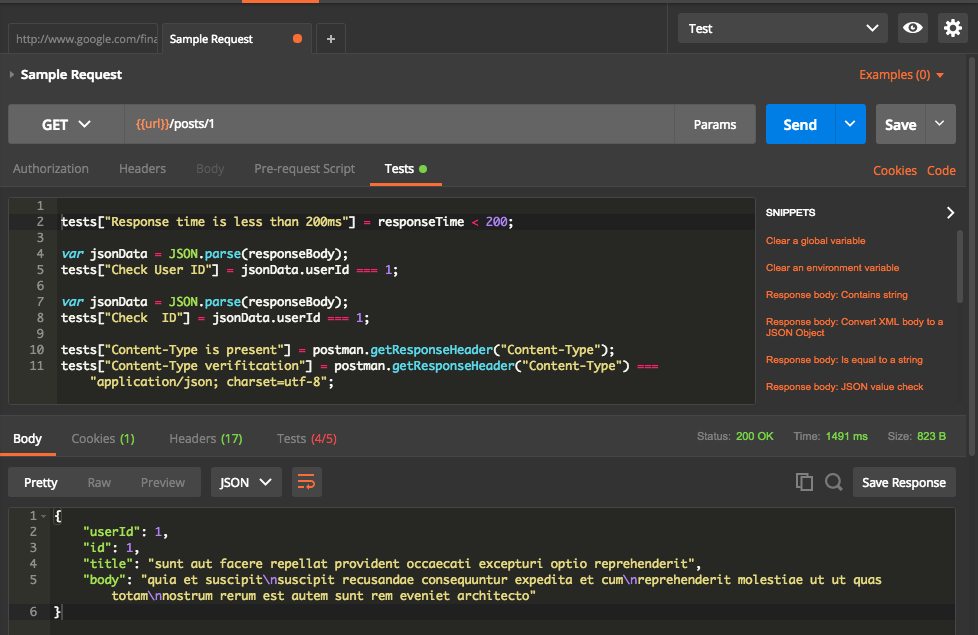 http://www.google.com/fina
Sample Request
+
Test
Sample Request
Examples (0)
GET
{{url}}/posts/1
Params
Send
Save
Authorization
Headers
Body
Pre-request Script
Tests
Cookies
Code
1
2 tests["Response time is less than 200ms"] = responseTime < 200;
3
4 var jsonData = JSON.parse(responseBody);
5 tests["Check User ID"] = jsonData.userId === 1;
6
7 var jsonData = JSON.parse(responseBody);
8 tests["Check  ID"] = jsonData.userId === 1;
9
10 tests["Content-Type is present"] = postman.getResponseHeader("Content-Type");
11 tests["Content-Type verifitcation"] = postman.getResponseHeader("Content-Type") ===
"application/json; charset=utf-8";
SNIPPETS
Clear a global variable
Clear an environment variable
Response body: Contains string
Response body: Convert XML body to a
JSON Object
Response body: Is equal to a string
Response body: JSON value check
Body
Cookies (1)
Headers (17)
Tests (4/5)
Status: 200 OK
Time: 1491 ms
Size: 823 B
Pretty
Raw
Preview
JSON
Save Response
1 {
2 "userId": 1,
3 "id": 1,
4 "title": "sunt aut facere repellat provident occaecati excepturi optio reprehenderit",
5 "body": "quia et suscipit\nsuscipit recusandae consequuntur expedita et cum\nreprehenderit molestiae ut ut quas
totam\nnostrum rerum est autem sunt rem eveniet architecto"
6 }